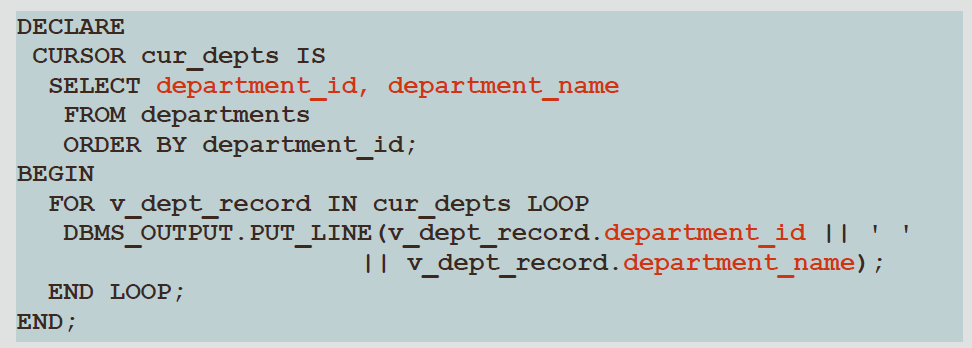 DECLARE
CURSOR cur_depts IS
SELECT department_id, department_name
FROM departments
ORDER BY department_id;
BEGIN
FOR v_dept_record IN cur_depts LOOP
DBMS_OUTPUT.PUT_LINE(v_dept_record.department_id || ' '
|| v_dept_record.department_name);
END LOOP;
END;